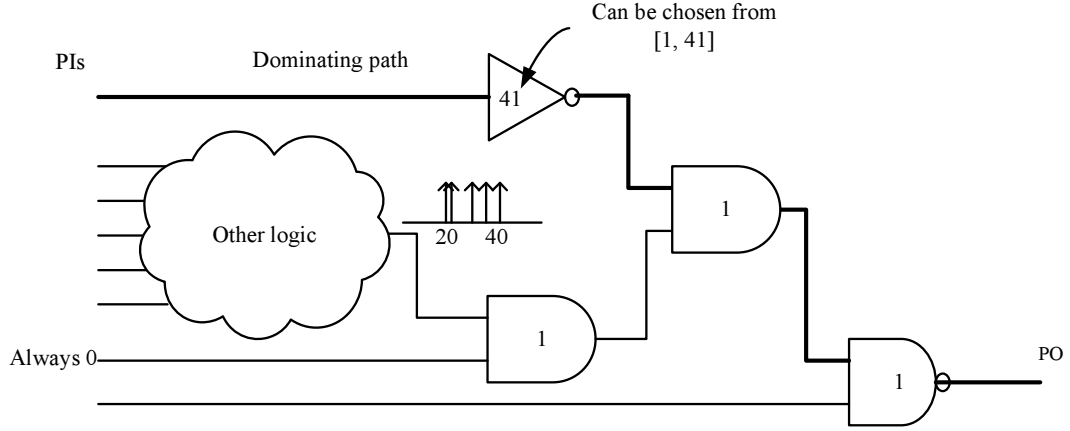 Can be chosen from
[1, 41]
PIs
Dominating path
41
1
Other logic
20
40
1
Always 0
1
PO